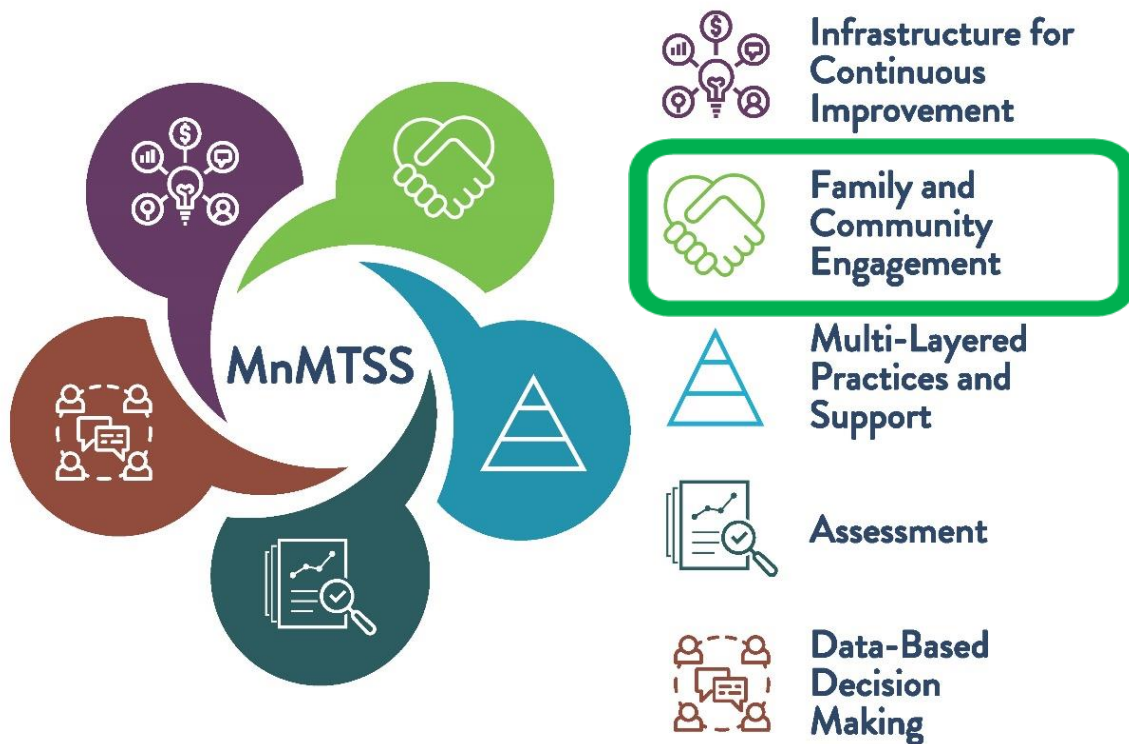 MnMTSS
Infrastructure for
Continuous
Improvement
Family and
Community
Engagement
Multi-Layered
Practices and
Support
Assessment
Data-Based
Decision
Making